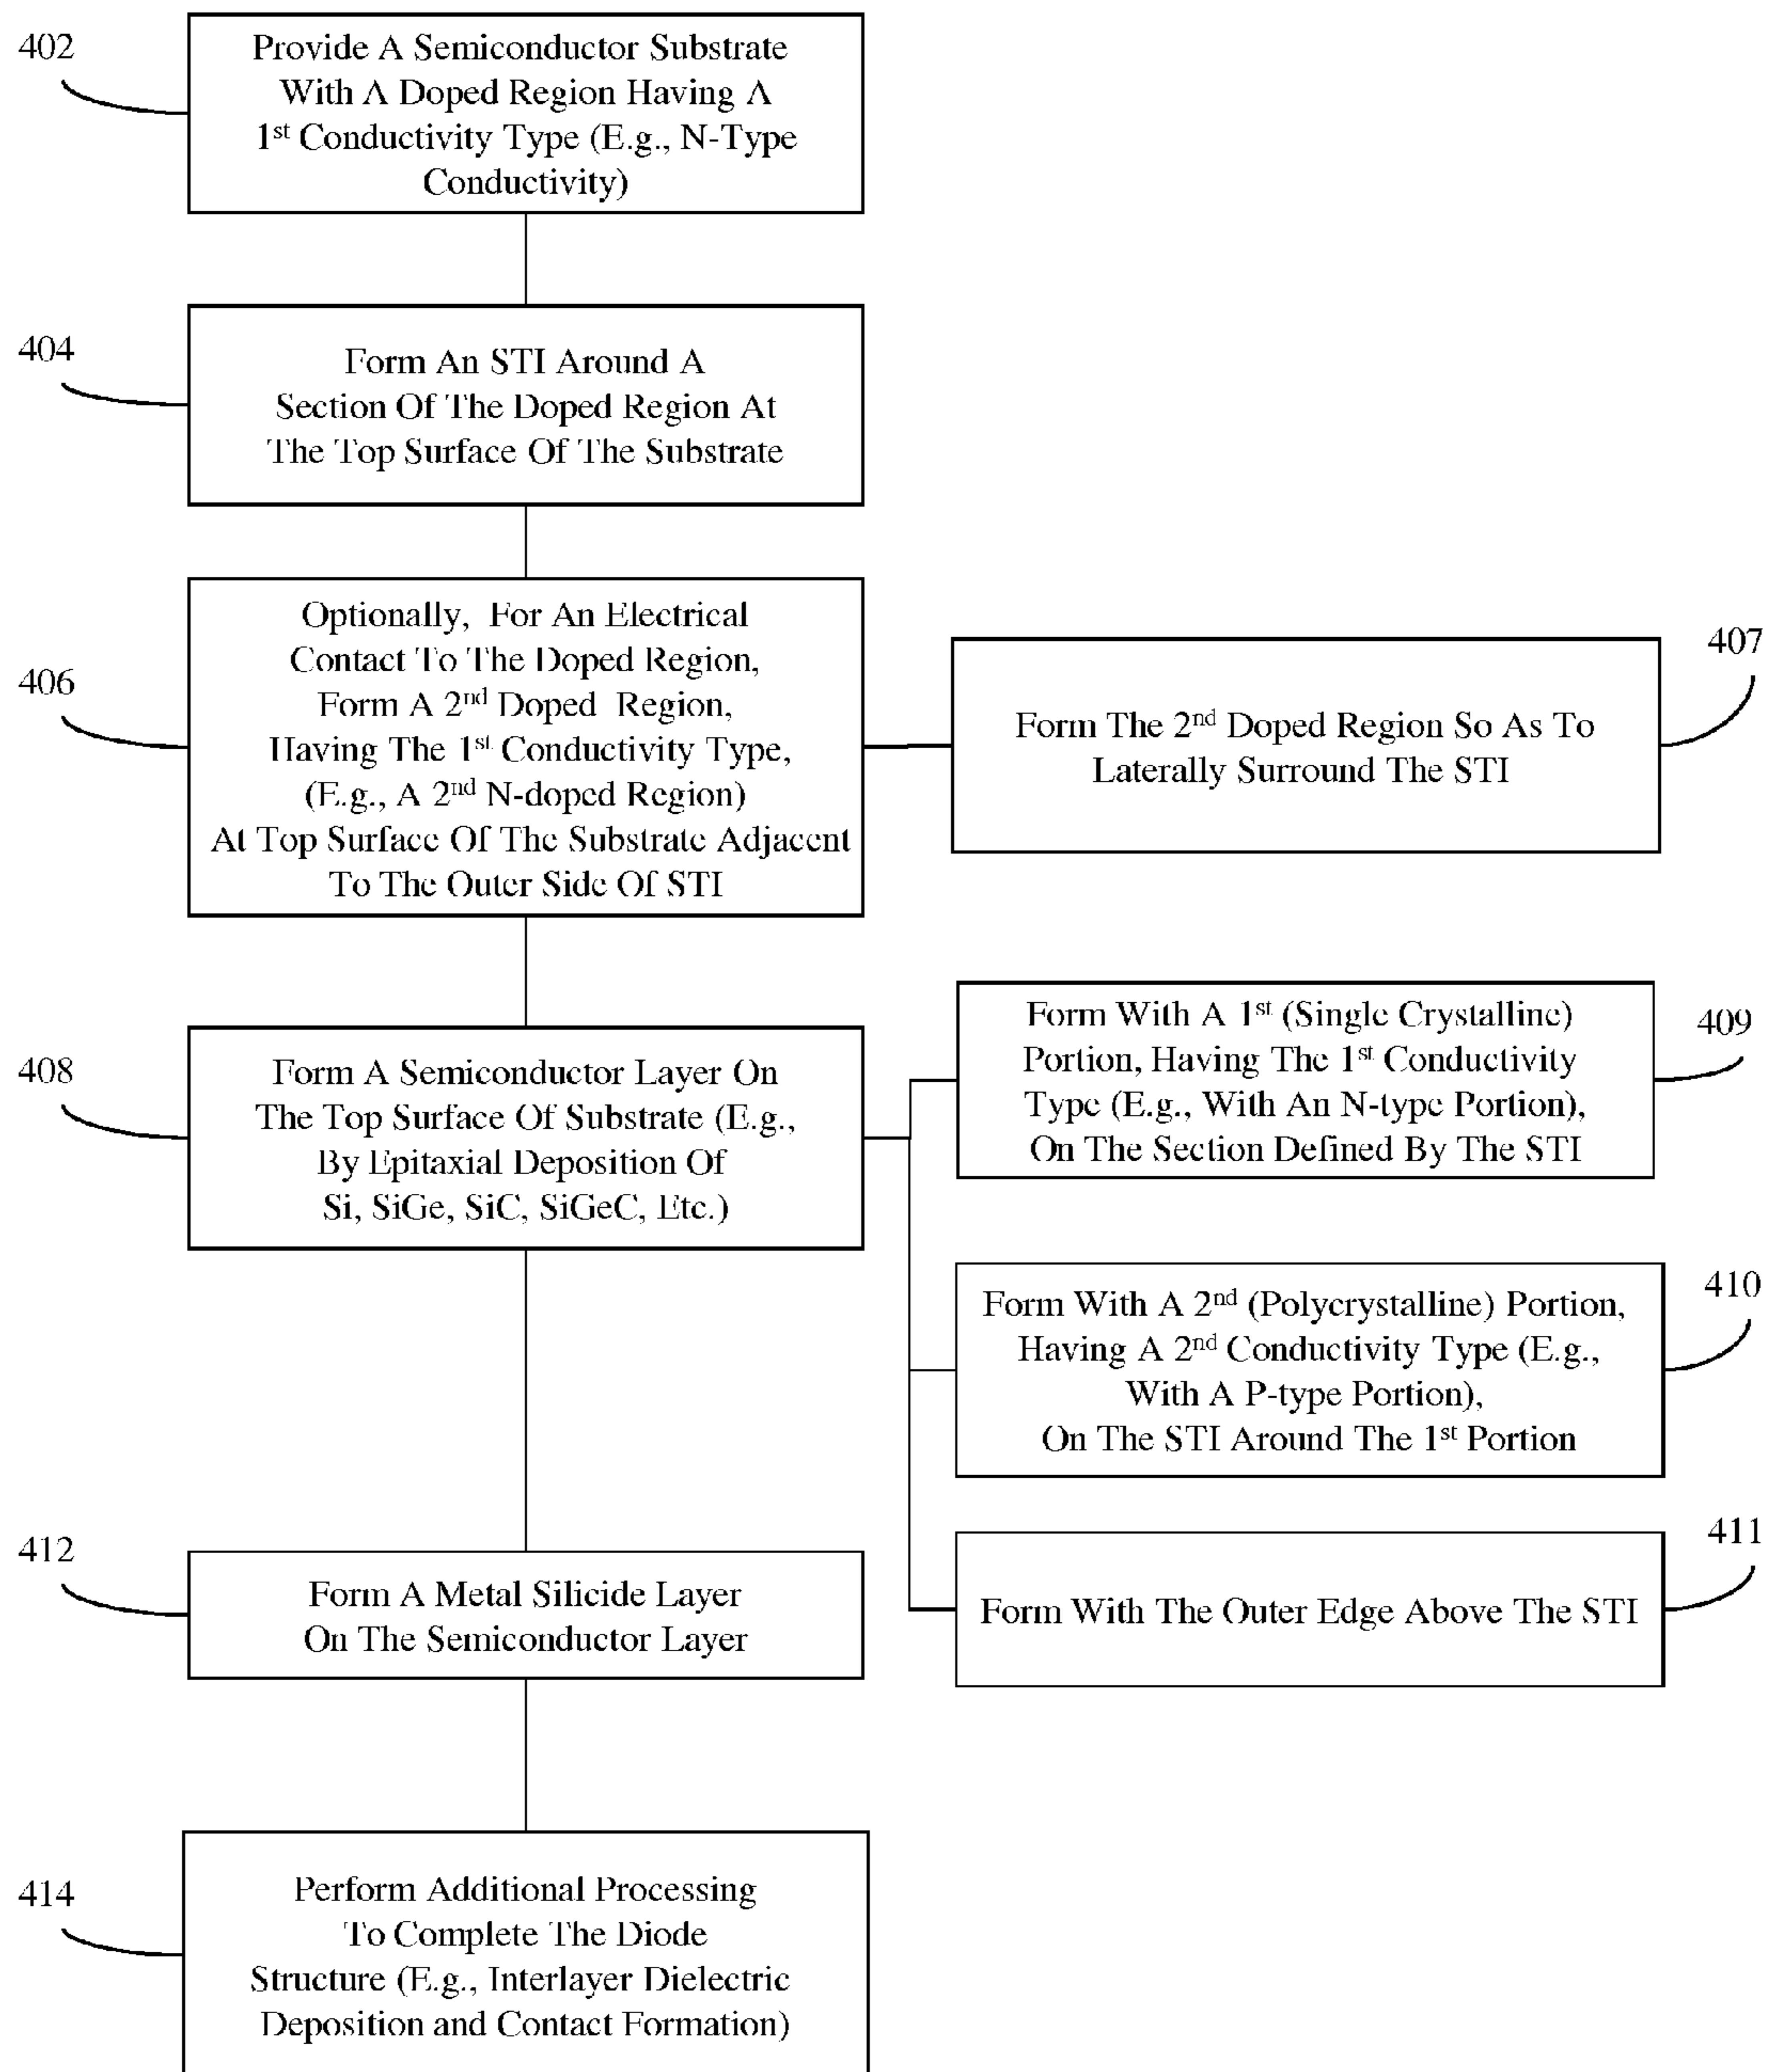 402
Provide A Semiconductor Substrate
With A Doped Region Having A
1st Conductivity Type (E.g., N-Type
Conductivity)
404
Form An STI Around A
Section Of The Doped Region At
The Top Surface Of The Substrate
406
Optionally, For An Electrical
Contact To The Doped Region,
Form A 2nd Doped Region,
Having The 1st Conductivity Type,
(E.g., A 2nd N-doped Region)
At Top Surface Of The Substrate Adjacent
To The Outer Side Of STI
407
Form The 2nd Doped Region So As To
Laterally Surround The STI
408
Form A Semiconductor Layer On
The Top Surface Of Substrate (E.g.,
By Epitaxial Deposition Of
Si, SiGe, SiC, SiGeC, Etc.)
409
Form With A 1st (Single Crystalline)
Portion, Having The 1st Conductivity
Type (E.g., With An N-type Portion),
On The Section Defined By The STI
410
Form With A 2nd (Polycrystalline) Portion,
Having A 2nd Conductivity Type (E.g.,
With A P-type Portion),
On The STI Around The 1st Portion
411
Form With The Outer Edge Above The STI
412
Form A Metal Silicide Layer
On The Semiconductor Layer
414
Perform Additional Processing
To Complete The Diode
Structure (E.g., Interlayer Dielectric
Deposition and Contact Formation)